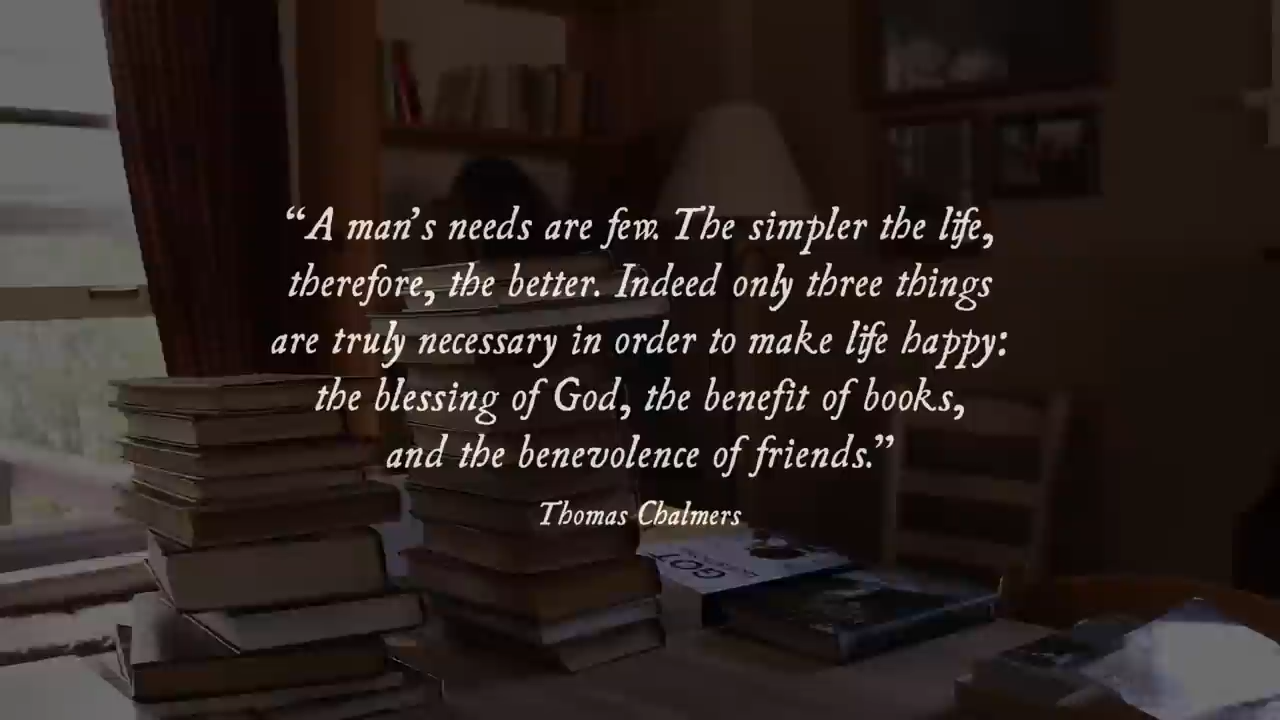 “A man’s needs are few. The simpler the life,
therefore, the better. Indeed only three things
are truly necessary in order to make life happy:
the blessing of God, the benefit of books,
and the benevolence of friends.”
Thomas Chalmers
GOT